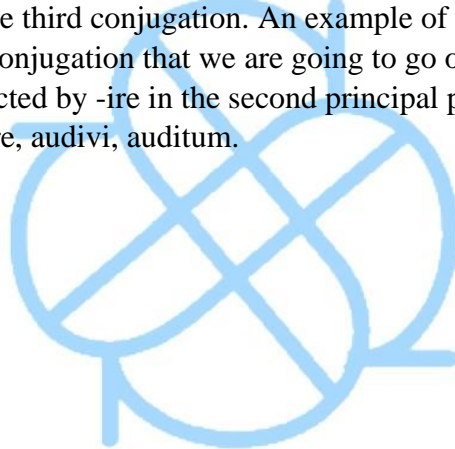 e third conjugation. An example of
onjugation that we are going to go o
cted by -ire in the second principal p
e, audivi, auditum.